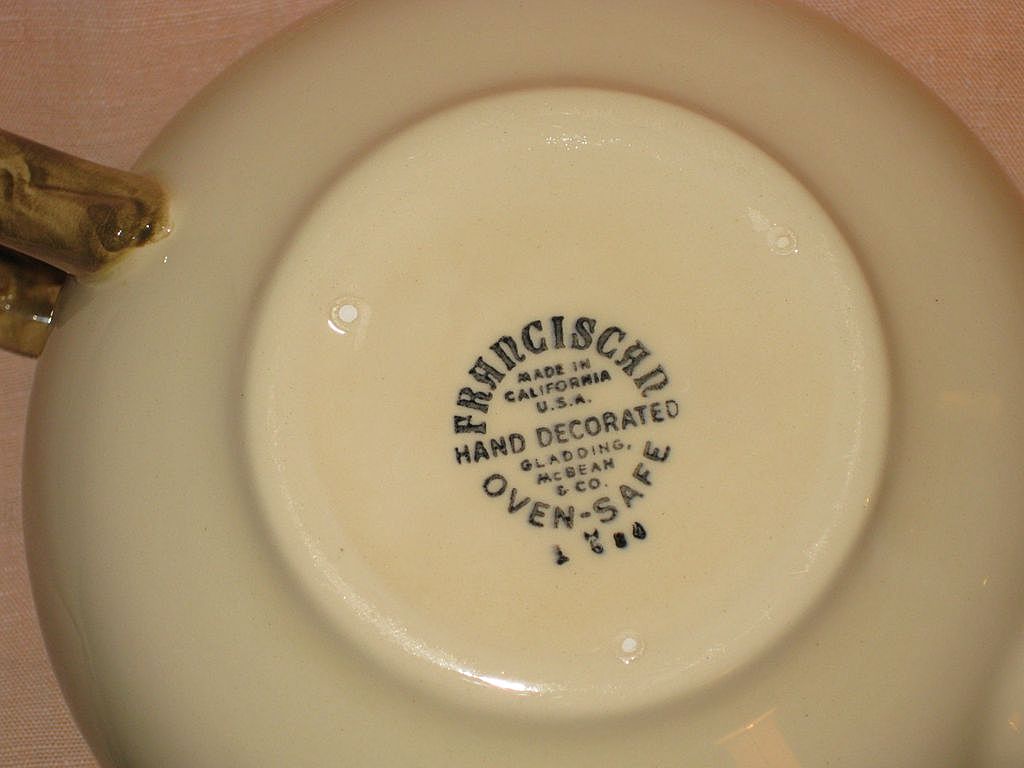 FRANCISCAN
MADE IN
CALIFORNIA
U.S.A.
HAND DECORATED
GLADDING,
McBEAN
& CO.
OVEN-SAFE